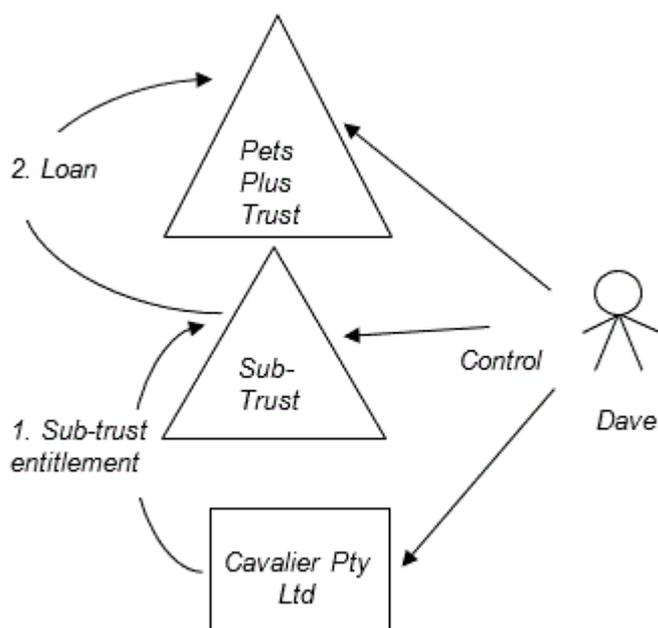 Pets
Plus
Trust
2. Loan
Sub-
Trust
Control
Dave
1. Sub-trust
entitlement
Cavalier Pty
Ltd